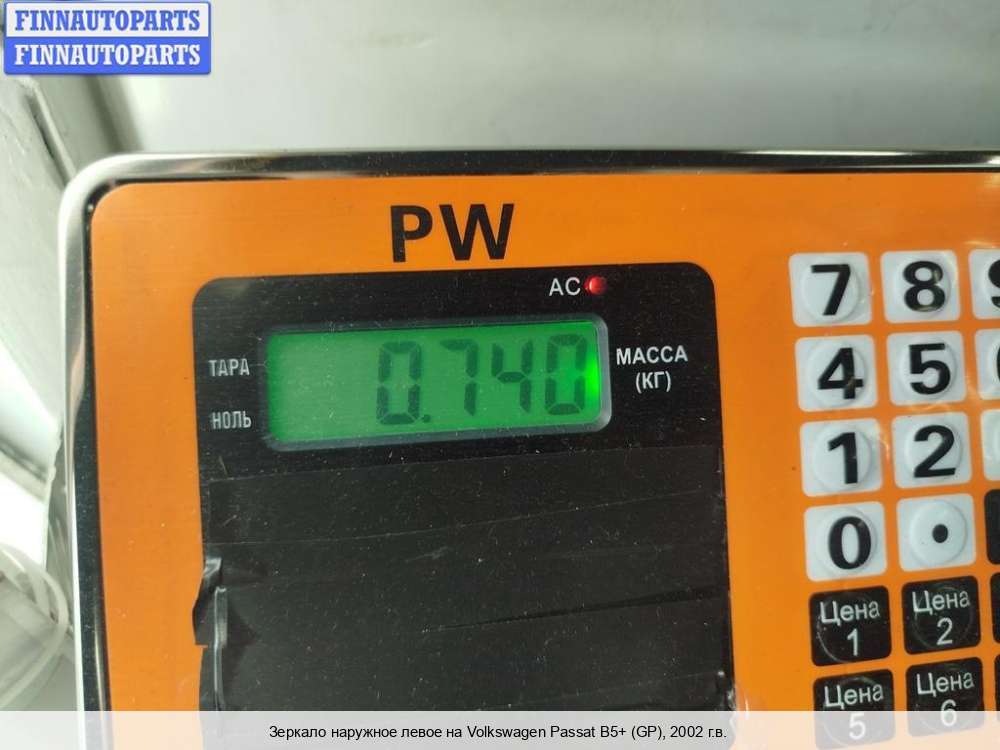 FINNAUTOPARTS
FINNAUTOPARTS
PW
AC
ТАРА
0.740
МАССА
(КГ)
НОЛЬ
7 8
4 5
1 2
0 .
Цена 1
Цена 2
Цена 5
Цена 6
Зеркало наружное левое на Volkswagen Passat B5+ (GP), 2002 г.в.